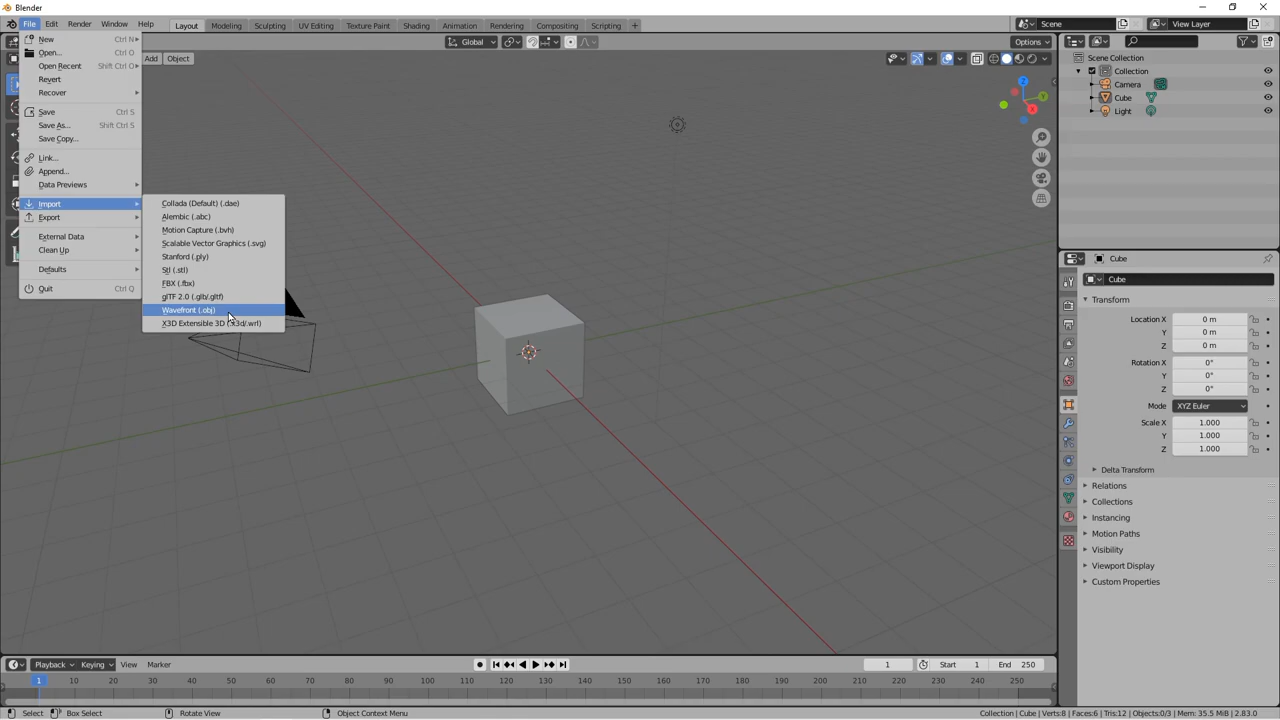 Blender
File Edit Render Window Help Layout Modeling Sculpting UV Editing Texture Paint Shading Animation Rendering Compositing Scripting + Scene View Layer
Global Options
Add Object
New Ctrl N
Open... Ctrl O
Open Recent Shift Ctrl O
Revert
Recover
Save Ctrl S
Save As... Shift Ctrl S
Save Copy...
Link...
Append...
Data Previews
Import
Export
External Data
Clean Up
Defaults
Quit Ctrl Q
Collada (Default) (.dae)
Alembic (.abc)
Motion Capture (.bvh)
Scalable Vector Graphics (.svg)
Stanford (.ply)
Stl (.stl)
FBX (.fbx)
glTF 2.0 (.glb/.gltf)
Wavefront (.obj)
X3D Extensible 3D (.x3d/.wrl)
Z
Y
X
Scene Collection
Collection
Camera
Cube
Light
Cube
Cube
Transform
Location X 0 m
Y 0 m
Z 0 m
Rotation X 0°
Y 0°
Z 0°
Mode XYZ Euler
Scale X 1.000
Y 1.000
Z 1.000
Delta Transform
Relations
Collections
Instancing
Motion Paths
Visibility
Viewport Display
Custom Properties
Playback Keying View Marker 1 Start 1 End 250
1 10 20 30 40 50 60 70 80 90 100 110 120 130 140 150 160 170 180 190 200 210 220 230 240 250
Select Box Select Rotate View Object Context Menu Collection | Cube | Verts:8 | Faces:6 | Tris:12 | Objects:0/3 | Mem: 35.5 MiB | 2.83.0